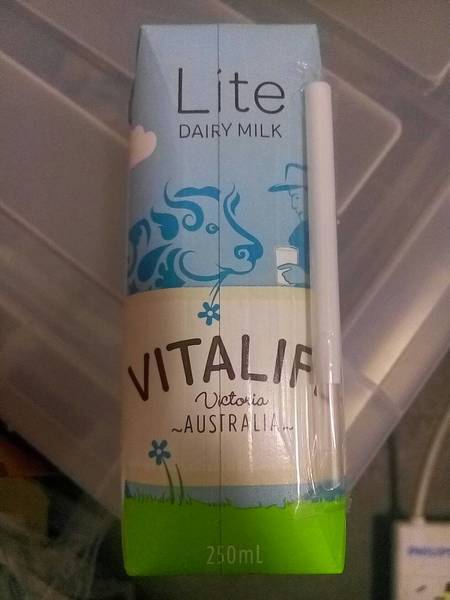 Lite
DAIRY MILK
VITALIF
Victoria
~AUSTRALIA~
250mL